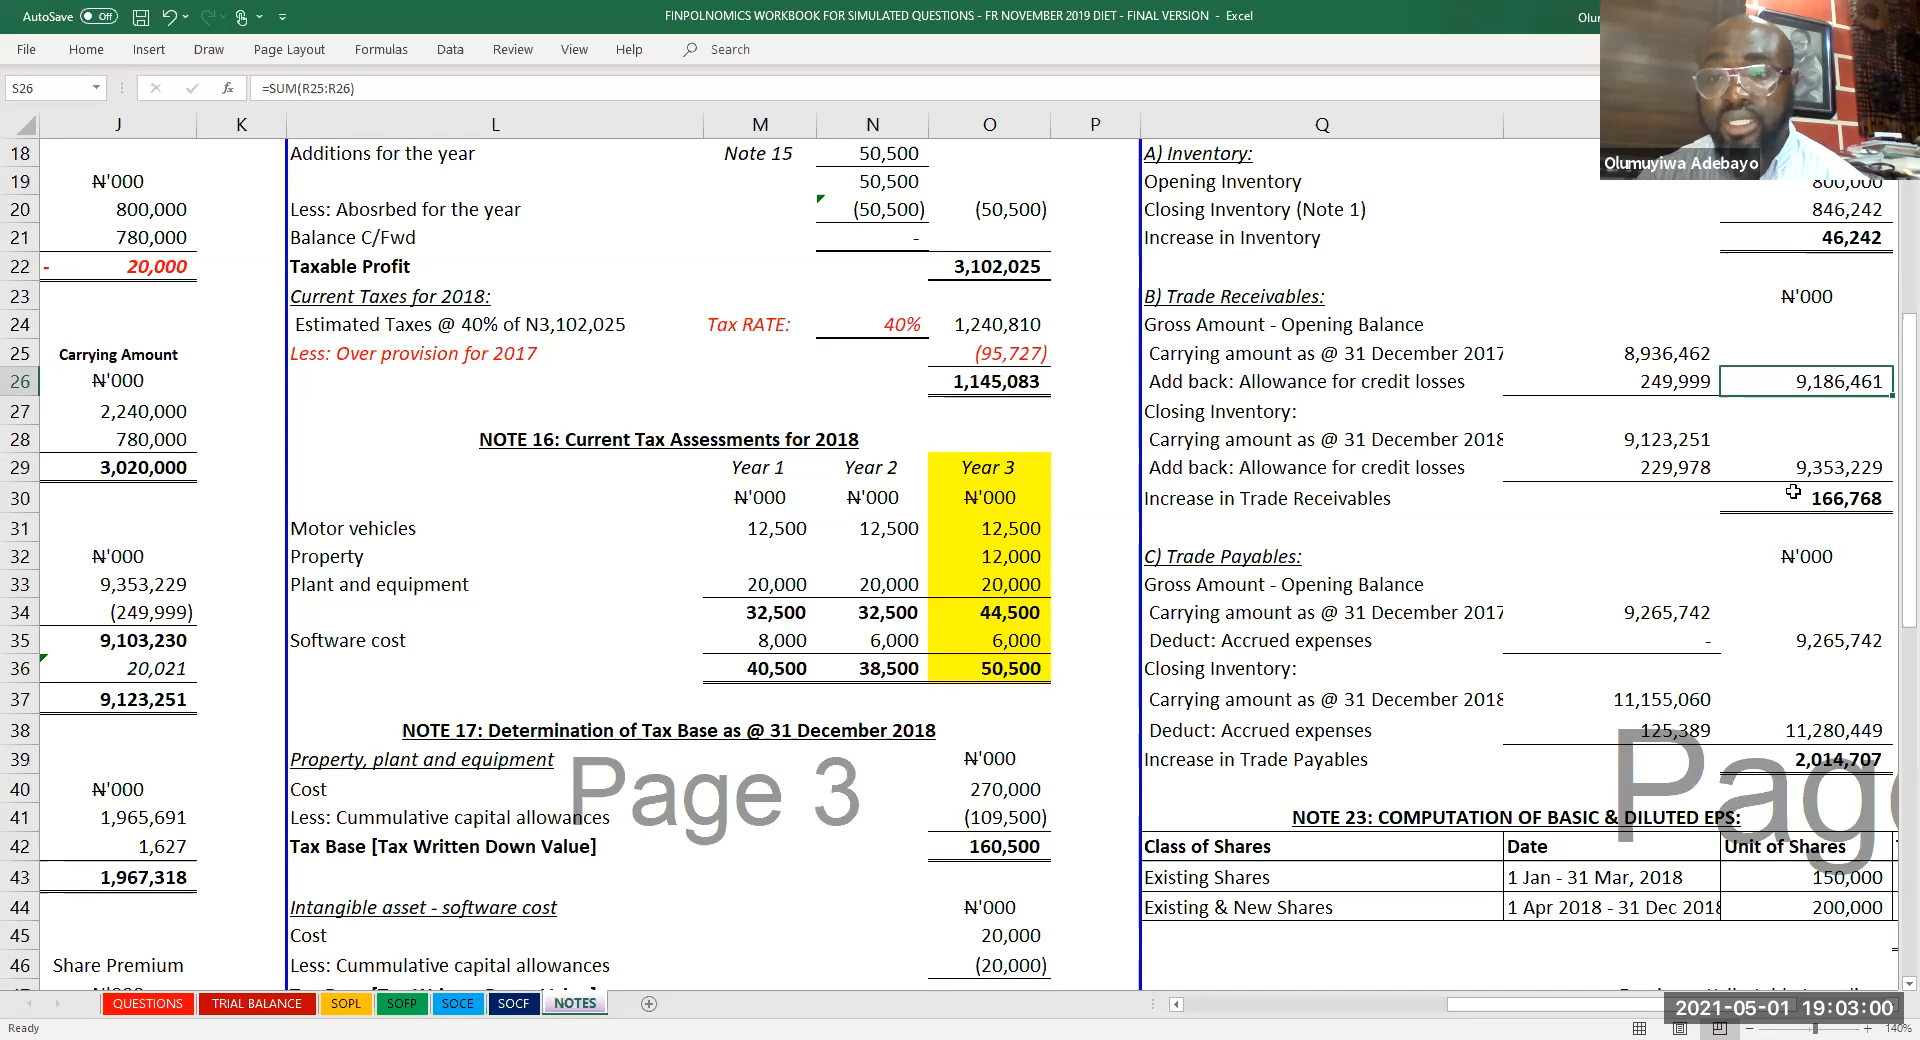 AutoSave Off FINPOLNOMICS WORKBOOK FOR SIMULATED QUESTIONS - FR NOVEMBER 2019 DIET - FINAL VERSION - Excel
File Home Insert Draw Page Layout Formulas Data Review View Help Search
S26 fx =SUM(R25:R26)
J K L M N O P Q
Olumuyiwa Adebayo
18 Additions for the year Note 15 50,500 A) Inventory:
19 ₦'000 50,500 Opening Inventory 800,000
20 800,000 Less: Abosrbed for the year (50,500) (50,500) Closing Inventory (Note 1) 846,242
21 780,000 Balance C/Fwd - Increase in Inventory 46,242
22 - 20,000 Taxable Profit 3,102,025
23 Current Taxes for 2018: B) Trade Receivables: ₦'000
24 Estimated Taxes @ 40% of N3,102,025 Tax RATE: 40% 1,240,810 Gross Amount - Opening Balance
25 Carrying Amount Less: Over provision for 2017 (95,727) Carrying amount as @ 31 December 2017 8,936,462
26 ₦'000 1,145,083 Add back: Allowance for credit losses 249,999 9,186,461
27 2,240,000 Closing Inventory:
28 780,000 NOTE 16: Current Tax Assessments for 2018 Carrying amount as @ 31 December 2018 9,123,251
29 3,020,000 Year 1 Year 2 Year 3 Add back: Allowance for credit losses 229,978 9,353,229
30 ₦'000 ₦'000 ₦'000 Increase in Trade Receivables 166,768
31 Motor vehicles 12,500 12,500 12,500
32 ₦'000 Property 12,000 C) Trade Payables: ₦'000
33 9,353,229 Plant and equipment 20,000 20,000 20,000 Gross Amount - Opening Balance
34 (249,999) 32,500 32,500 44,500 Carrying amount as @ 31 December 2017 9,265,742
35 9,103,230 Software cost 8,000 6,000 6,000 Deduct: Accrued expenses - 9,265,742
36 20,021 40,500 38,500 50,500 Closing Inventory:
37 9,123,251 Carrying amount as @ 31 December 2018 11,155,060
38 NOTE 17: Determination of Tax Base as @ 31 December 2018 Deduct: Accrued expenses 125,389 11,280,449
39 Property, plant and equipment ₦'000 Increase in Trade Payables 2,014,707
Page 3
40 ₦'000 Cost 270,000
41 1,965,691 Less: Cummulative capital allowances (109,500) NOTE 23: COMPUTATION OF BASIC & DILUTED EPS:
42 1,627 Tax Base [Tax Written Down Value] 160,500 Class of Shares Date Unit of Shares
43 1,967,318 Existing Shares 1 Jan - 31 Mar, 2018 150,000
44 Intangible asset - software cost ₦'000 Existing & New Shares 1 Apr 2018 - 31 Dec 2018 200,000
45 Cost 20,000
46 Share Premium Less: Cummulative capital allowances (20,000)
QUESTIONS TRIAL BALANCE SOPL SOFP SOCE SOCF NOTES
2021-05-01 19:03:00
Ready 140%